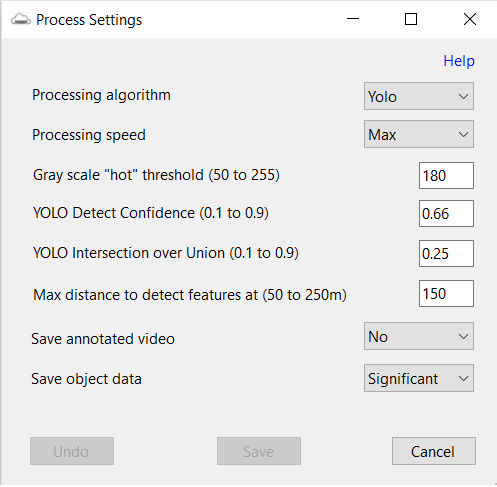 Process Settings
Help
Processing algorithm Yolo
Processing speed Max
Gray scale "hot" threshold (50 to 255) 180
YOLO Detect Confidence (0.1 to 0.9) 0.66
YOLO Intersection over Union (0.1 to 0.9) 0.25
Max distance to detect features at (50 to 250m) 150
Save annotated video No
Save object data Significant
Undo Save Cancel